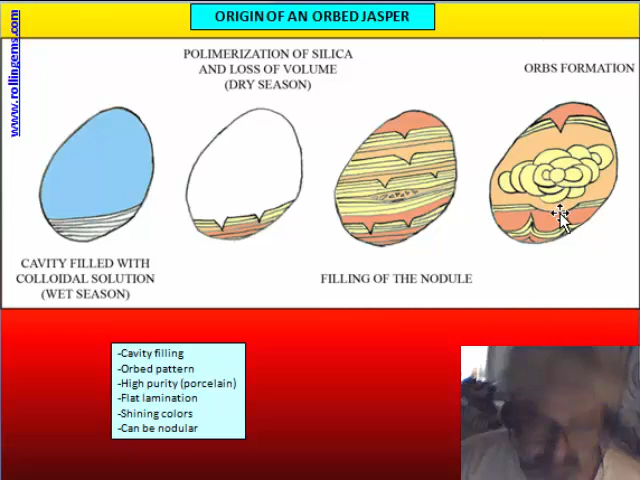 ORIGIN OF AN ORBED JASPER
www.rollingems.com
POLIMERIZATION OF SILICA
AND LOSS OF VOLUME
(DRY SEASON)
ORBS FORMATION
CAVITY FILLED WITH
COLLOIDAL SOLUTION
(WET SEASON)
FILLING OF THE NODULE
-Cavity filling
-Orbed pattern
-High purity (porcelain)
-Flat lamination
-Shining colors
-Can be nodular